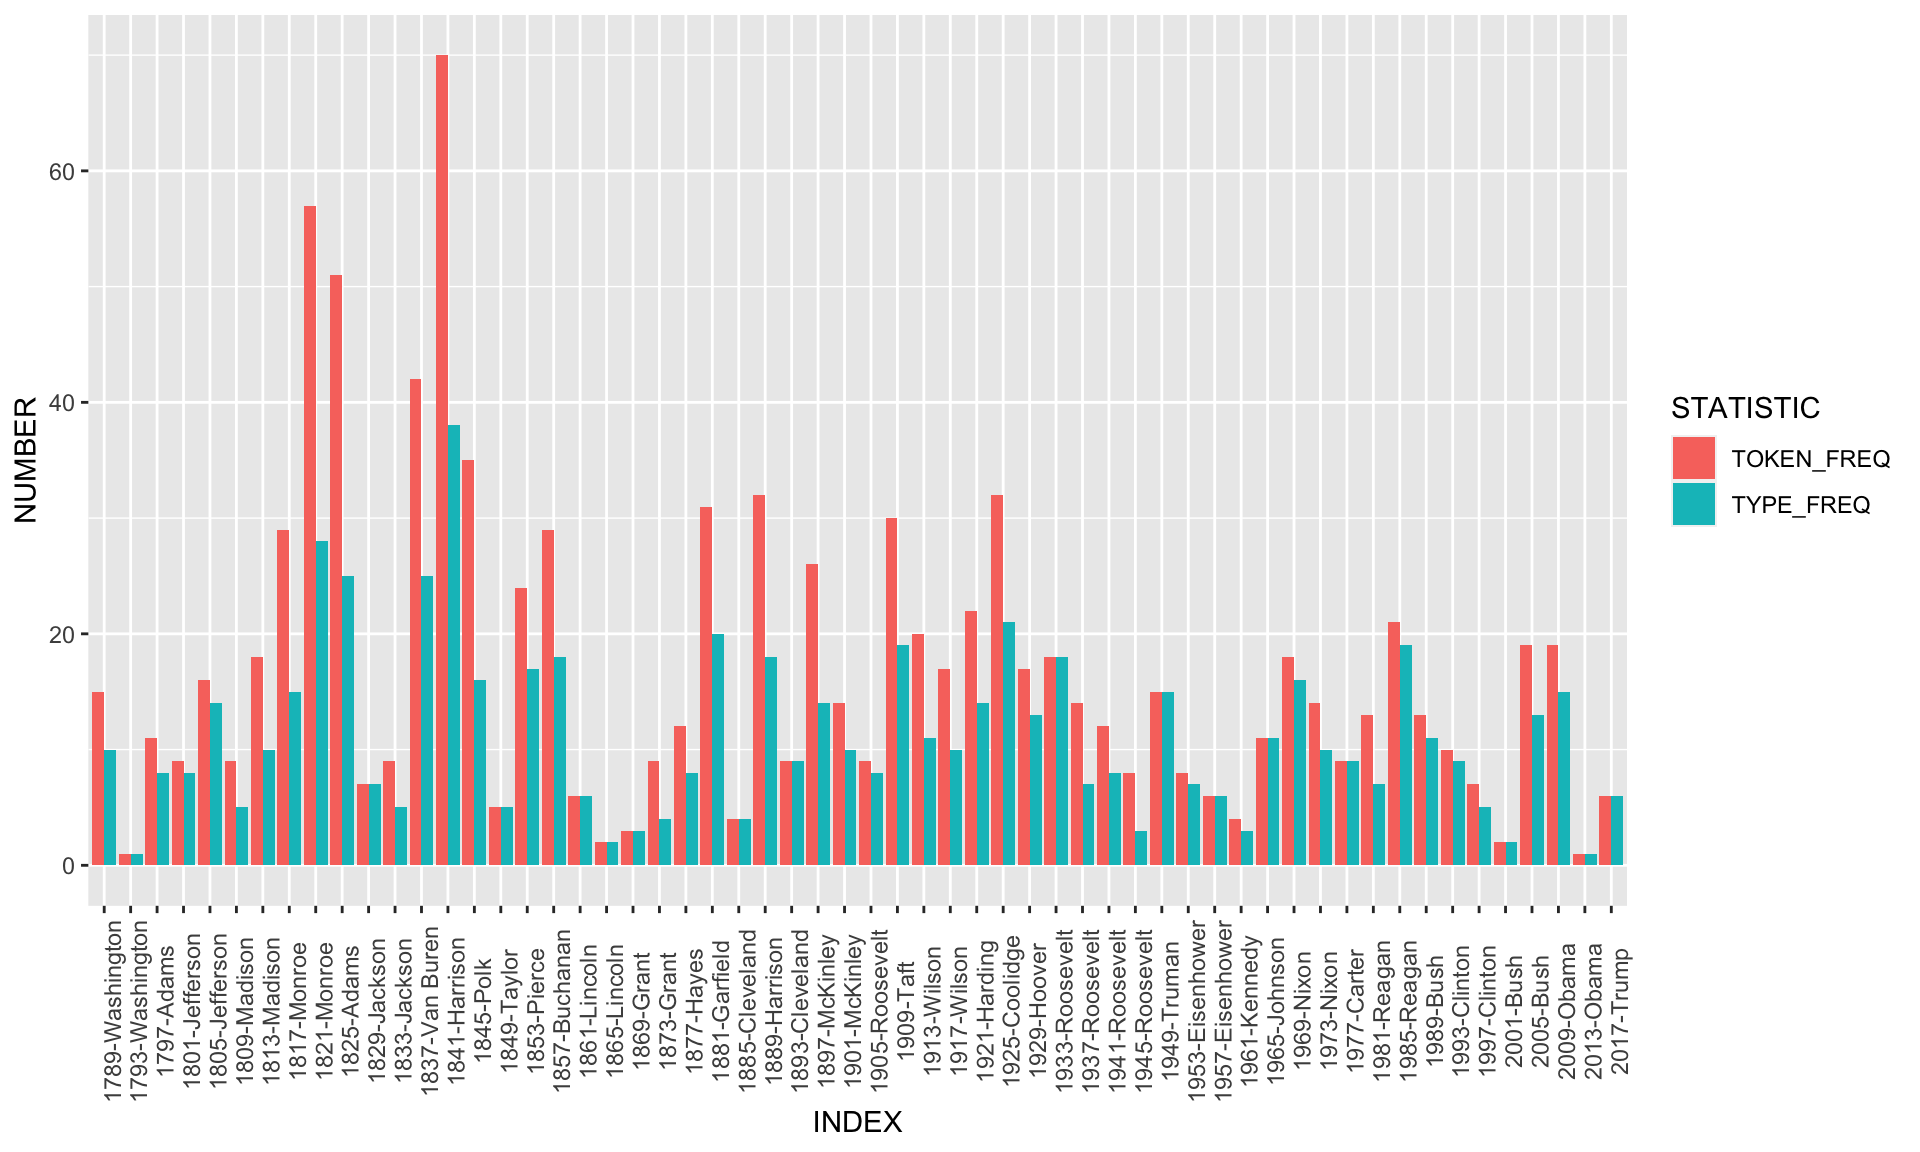 NUMBER
60
40
20
0
1789-Washington
1793-Washington
1797-Adams
1801-Jefferson
1805-Jefferson
1809-Madison
1813-Madison
1817-Monroe
1821-Monroe
1825-Adams
1829-Jackson
1833-Jackson
1837-Van Buren
1841-Harrison
1845-Polk
1849-Taylor
1853-Pierce
1857-Buchanan
1861-Lincoln
1865-Lincoln
1869-Grant
1873-Grant
1877-Hayes
1881-Garfield
1885-Cleveland
1889-Harrison
1893-Cleveland
1897-McKinley
1901-McKinley
1905-Roosevelt
1909-Taft
1913-Wilson
1917-Wilson
1921-Harding
1925-Coolidge
1929-Hoover
1933-Roosevelt
1937-Roosevelt
1941-Roosevelt
1945-Roosevelt
1949-Truman
1953-Eisenhower
1957-Eisenhower
1961-Kennedy
1965-Johnson
1969-Nixon
1973-Nixon
1977-Carter
1981-Reagan
1985-Reagan
1989-Bush
1993-Clinton
1997-Clinton
2001-Bush
2005-Bush
2009-Obama
2013-Obama
2017-Trump
INDEX
STATISTIC
TOKEN_FREQ
TYPE_FREQ